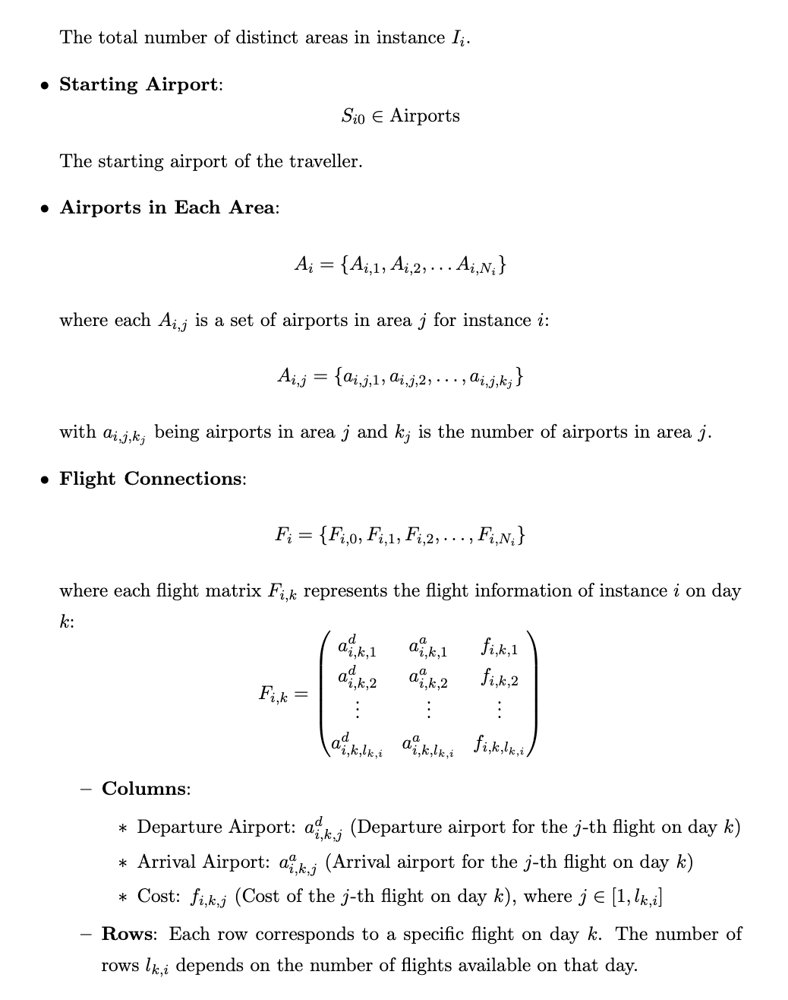 The total number of distinct areas in instance $I_i$.
• **Starting Airport**:
$S_{i0} \in \text{Airports}$
The starting airport of the traveller.
• **Airports in Each Area**:
$A_i = \{A_{i,1}, A_{i,2}, \ldots A_{i,N_i}\}$
where each $A_{i,j}$ is a set of airports in area $j$ for instance $i$:
$A_{i,j} = \{a_{i,j,1}, a_{i,j,2}, \ldots, a_{i,j,k_j}\}$
with $a_{i,j,k_j}$ being airports in area $j$ and $k_j$ is the number of airports in area $j$.
• **Flight Connections**:
$F_i = \{F_{i,0}, F_{i,1}, F_{i,2}, \ldots, F_{i,N_i}\}$
where each flight matrix $F_{i,k}$ represents the flight information of instance $i$ on day
$k$:
$F_{i,k} = \begin{pmatrix} a^d_{i,k,1} & a^a_{i,k,1} & f_{i,k,1} \\ a^d_{i,k,2} & a^a_{i,k,2} & f_{i,k,2} \\ \vdots & \vdots & \vdots \\ a^d_{i,k,l_{k,i}} & a^a_{i,k,l_{k,i}} & f_{i,k,l_{k,i}} \end{pmatrix}$
– **Columns**:
* Departure Airport: $a^d_{i,k,j}$ (Departure airport for the $j$-th flight on day $k$)
* Arrival Airport: $a^a_{i,k,j}$ (Arrival airport for the $j$-th flight on day $k$)
* Cost: $f_{i,k,j}$ (Cost of the $j$-th flight on day $k$), where $j \in [1, l_{k,i}]$
– **Rows**: Each row corresponds to a specific flight on day $k$. The number of
rows $l_{k,i}$ depends on the number of flights available on that day.